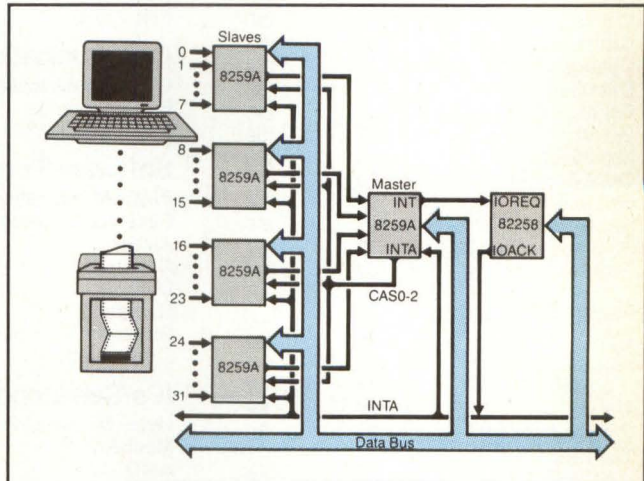 Slaves
0
1
7
8259A
8
15
8259A
16
23
8259A
24
31
8259A
Master
INT
8259A
INTA
CAS0-2
IOREQ
82258
IOACK
INTA
Data Bus